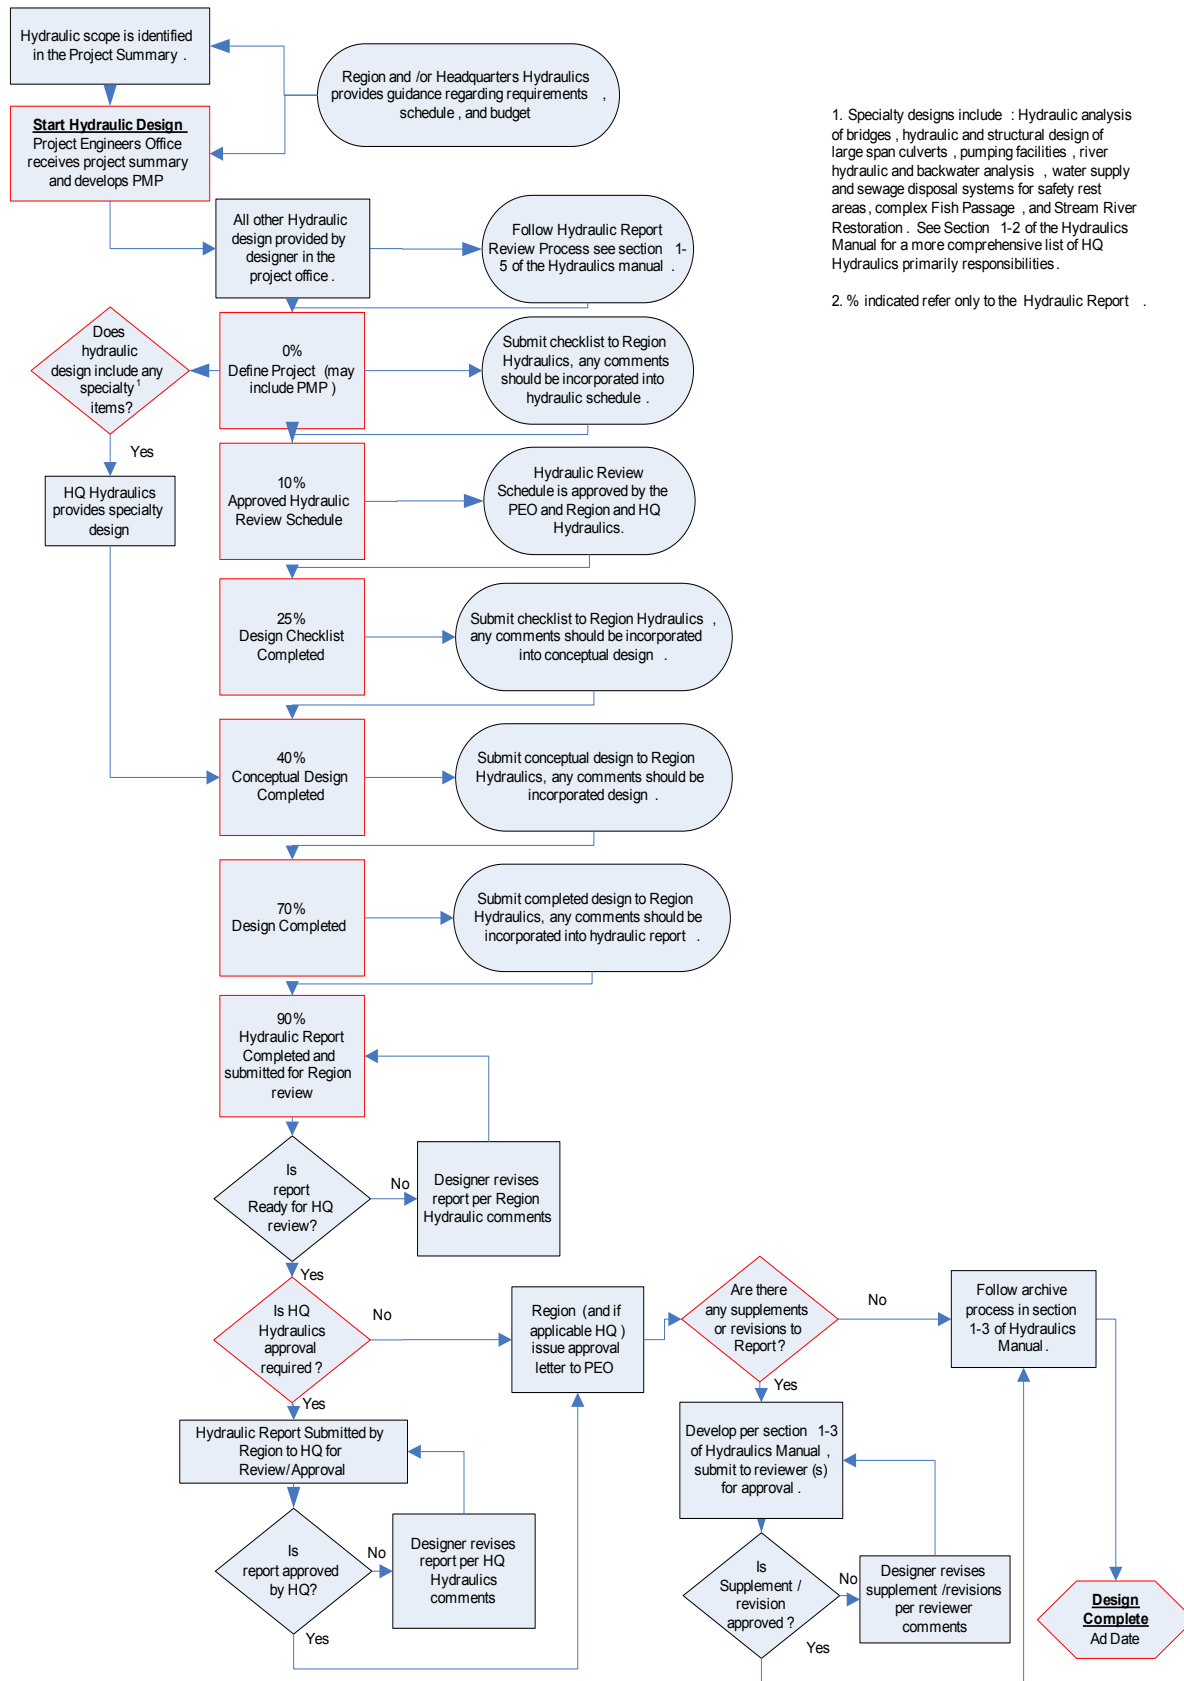 Hydraulic scope is identified
in the Project Summary .
Region and /or Headquarters Hydraulics
provides guidance regarding requirements ,
schedule , and budget
Start Hydraulic Design
Project Engineers Office
receives project summary
and develops PMP
1. Specialty designs include : Hydraulic analysis
of bridges , hydraulic and structural design of
large span culverts , pumping facilities , river
hydraulic and backwater analysis , water supply
and sewage disposal systems for safety rest
areas, complex Fish Passage , and Stream River
Restoration . See Section 1-2 of the Hydraulics
Manual for a more comprehensive list of HQ
Hydraulics primarily responsibilities.
2. % indicated refer only to the Hydraulic Report .
All other Hydraulic
design provided by
designer in the
project office .
Follow Hydraulic Report
Review Process see section 1-
5 of the Hydraulics manual .
Does
hydraulic
design include any
specialty1
items?
0%
Define Project (may
include PMP )
Submit checklist to Region
Hydraulics, any comments
should be incorporated into
hydraulic schedule .
Yes
HQ Hydraulics
provides specialty
design
10%
Approved Hydraulic
Review Schedule
Hydraulic Review
Schedule is approved by the
PEO and Region and HQ
Hydraulics.
25%
Design Checklist
Completed
Submit checklist to Region Hydraulics ,
any comments should be incorporated
into conceptual design .
40%
Conceptual Design
Completed
Submit conceptual design to Region
Hydraulics, any comments should be
incorporated design .
70%
Design Completed
Submit completed design to Region
Hydraulics, any comments should be
incorporated into hydraulic report .
90%
Hydraulic Report
Completed and
submitted for Region
review
Is
report
Ready for HQ
review?
No
Designer revises
report per Region
Hydraulic comments
Yes
Is HQ
Hydraulics
approval
required ?
No
Region (and if
applicable HQ )
issue approval
letter to PEO
Are there
any supplements
or revisions to
Report ?
No
Follow archive
process in section
1-3 of Hydraulics
Manual .
Yes
Yes
Hydraulic Report Submitted by
Region to HQ for
Review/Approval
Develop per section 1-3
of Hydraulics Manual ,
submit to reviewer (s)
for approval .
Is
report approved
by HQ?
No
Designer revises
report per HQ
Hydraulics
comments
Yes
Is
Supplement /
revision
approved ?
No
Designer revises
supplement /revisions
per reviewer
comments
Yes
Design
Complete
Ad Date